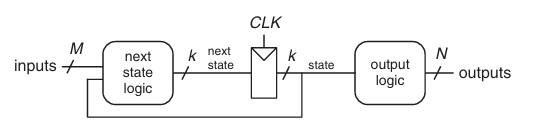 CLK
inputs
M
next
state
logic
k
next
state
k
state
output
logic
N
outputs